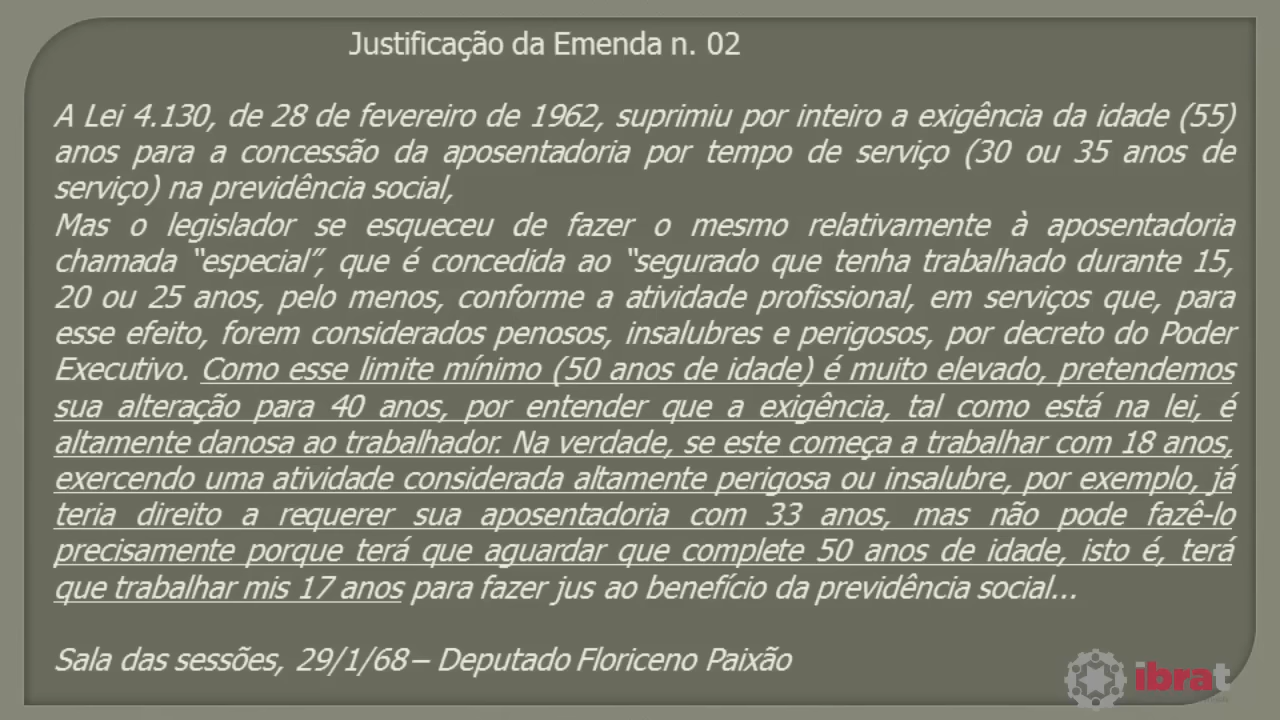 Justificação da Emenda n. 02
A Lei 4.130, de 28 de fevereiro de 1962, suprimiu por inteiro a exigência da idade (55)
anos para a concessão da aposentadoria por tempo de serviço (30 ou 35 anos de
serviço) na previdência social,
Mas o legislador se esqueceu de fazer o mesmo relativamente à aposentadoria
chamada “especial”, que é concedida ao “segurado que tenha trabalhado durante 15,
20 ou 25 anos, pelo menos, conforme a atividade profissional, em serviços que, para
esse efeito, forem considerados penosos, insalubres e perigosos, por decreto do Poder
Executivo. Como esse limite mínimo (50 anos de idade) é muito elevado, pretendemos
sua alteração para 40 anos, por entender que a exigência, tal como está na lei, é
altamente danosa ao trabalhador. Na verdade, se este começa a trabalhar com 18 anos,
exercendo uma atividade considerada altamente perigosa ou insalubre, por exemplo, já
teria direito a requerer sua aposentadoria com 33 anos, mas não pode fazê-lo
precisamente porque terá que aguardar que complete 50 anos de idade, isto é, terá
que trabalhar mis 17 anos para fazer jus ao benefício da previdência social...
Sala das sessões, 29/1/68 – Deputado Floriceno Paixão
ibrat